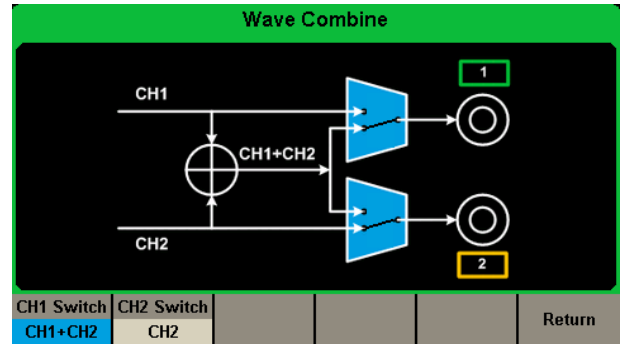 Wave Combine
1
CH1
CH1+CH2
CH2
2
CH1 Switch CH2 Switch
CH1+CH2 CH2 Return